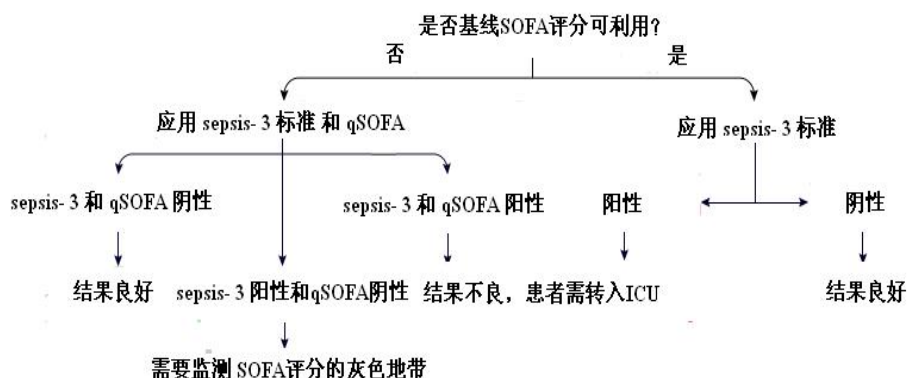 是否基线SOFA评分可利用?
否 是
应用 sepsis-3 标准 和 qSOFA 应用 sepsis-3 标准
sepsis-3 和 qSOFA 阴性 sepsis-3 和 qSOFA 阳性 阳性 阴性
结果良好 sepsis-3 阳性和qSOFA阴性 结果不良，患者需转入ICU 结果良好
需要监测 SOFA评分的灰色地带